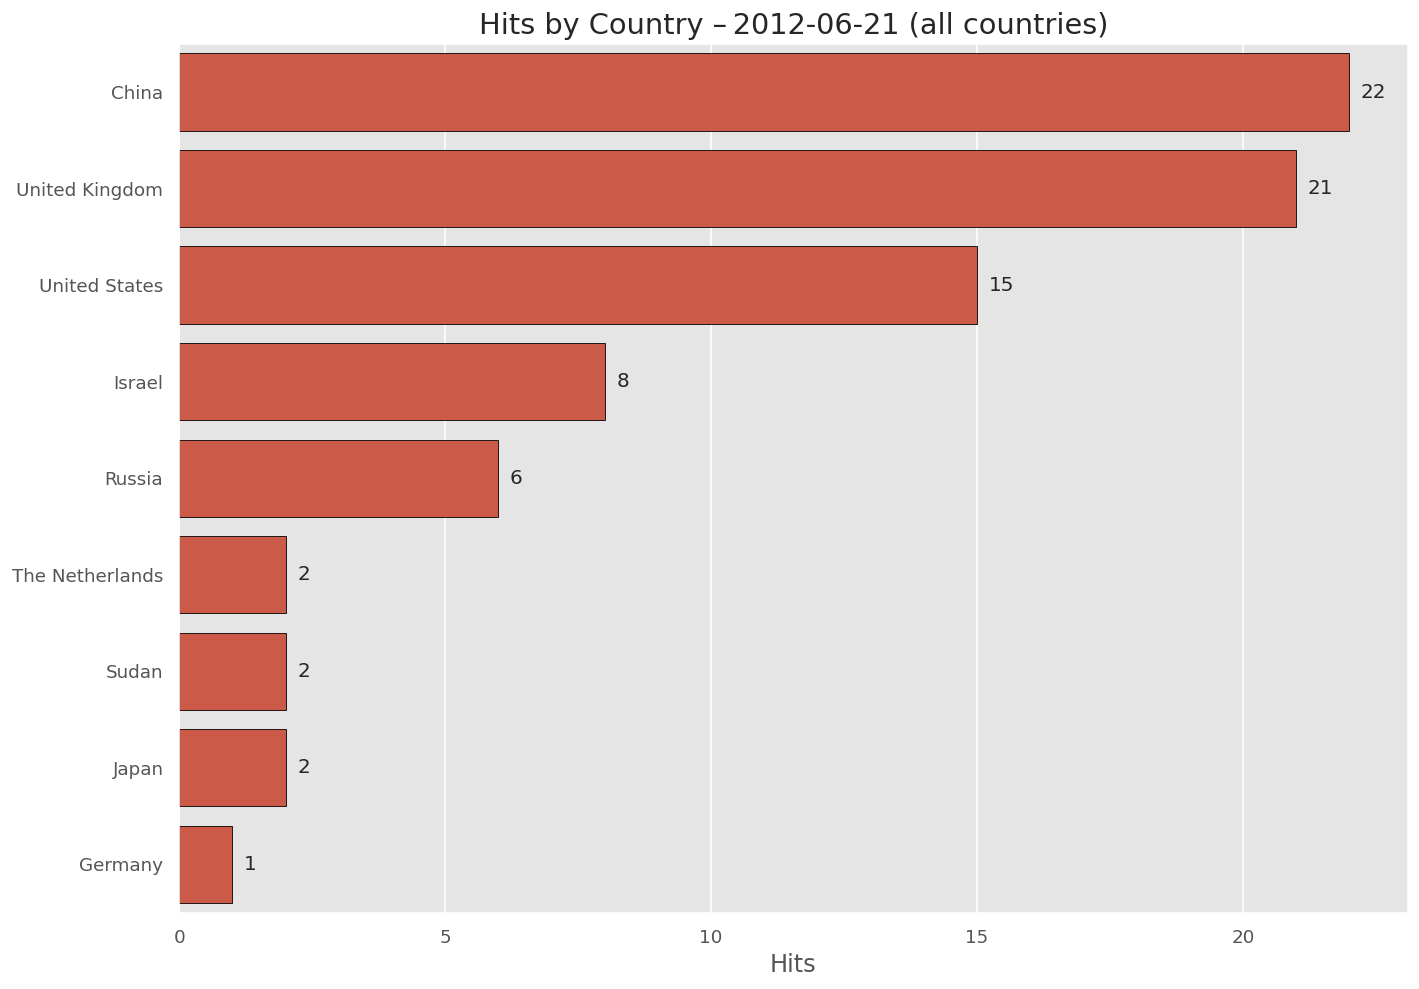 Hits by Country – 2012-06-21 (all countries)
China 22
United Kingdom 21
United States 15
Israel 8
Russia 6
The Netherlands 2
Sudan 2
Japan 2
Germany 1
0 5 10 15 20
Hits